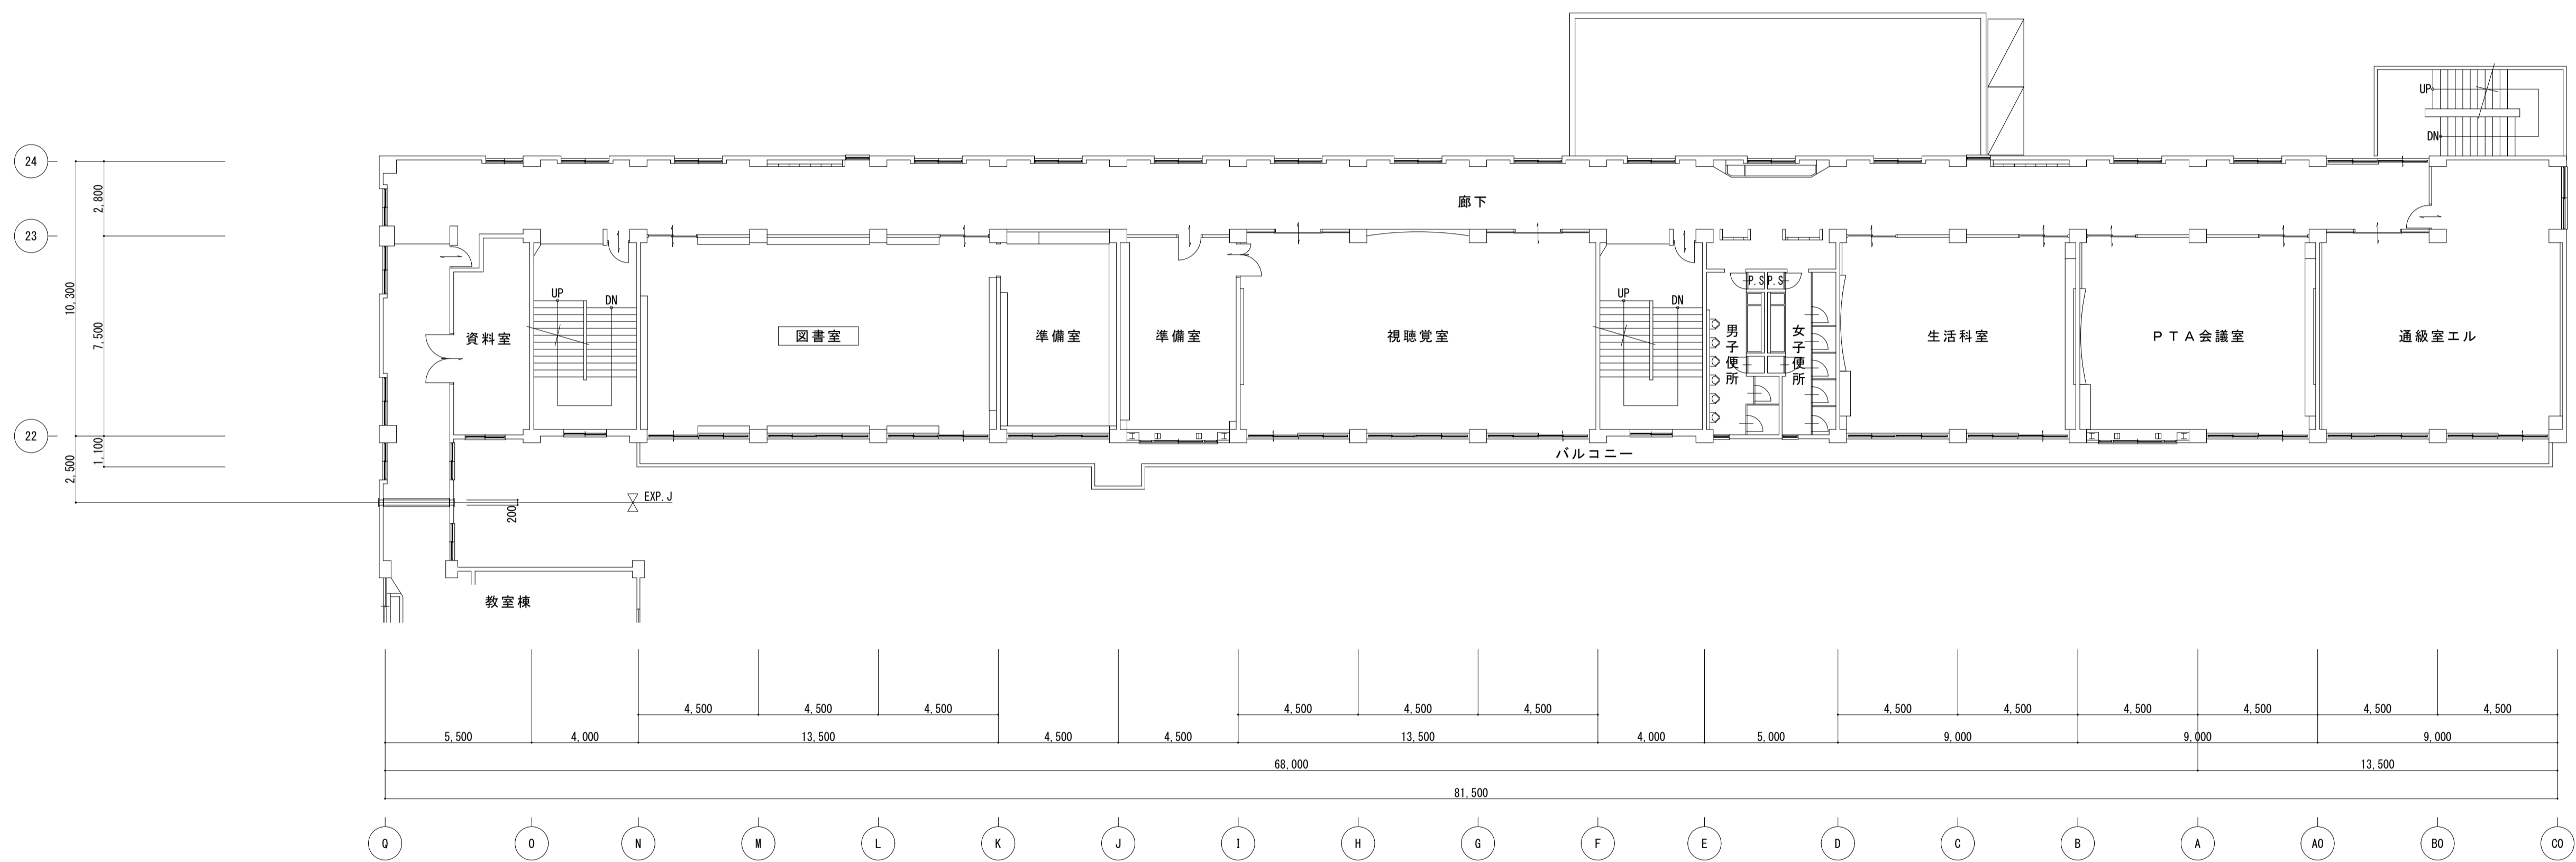 UP
DN
24
2,800
廊下
23
10,300
7,500
UP
DN
UP
DN
P.S
P.S
資料室
図書室
準備室
準備室
視聴覚室
男子便所
女子便所
生活科室
PTA会議室
通級室エル
22
1,100
2,500
バルコニー
EXP.J
200
教室棟
4,500
4,500
4,500
4,500
4,500
4,500
4,500
4,500
4,500
4,500
4,500
4,500
5,500
4,000
13,500
4,500
4,500
13,500
4,000
5,000
9,000
9,000
9,000
68,000
13,500
81,500
Q
O
N
M
L
K
J
I
H
G
F
E
D
C
B
A
A0
B0
C0